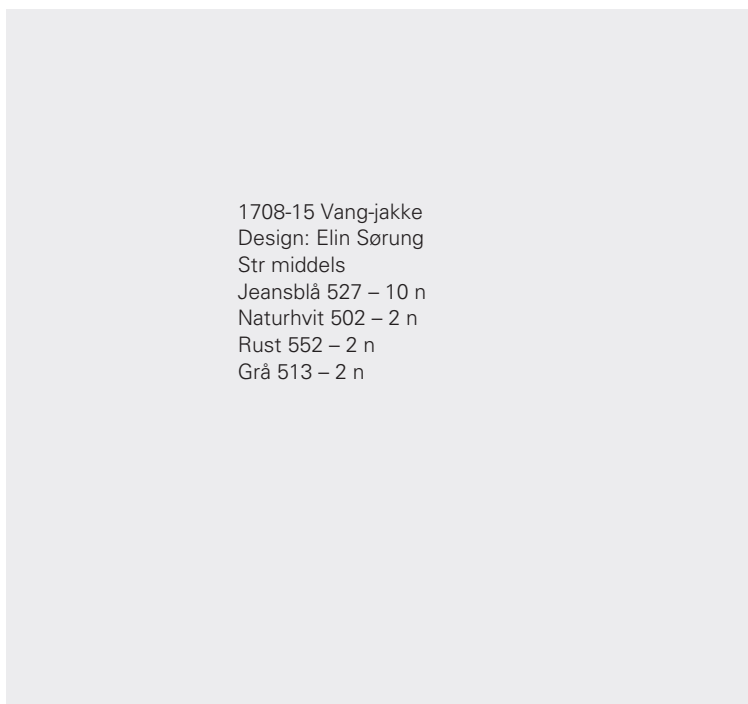 1708-15 Vang-jakke
Design: Elin Sørung
Str middels
Jeansblå 527 – 10 n
Naturhvit 502 – 2 n
Rust 552 – 2 n
Grå 513 – 2 n